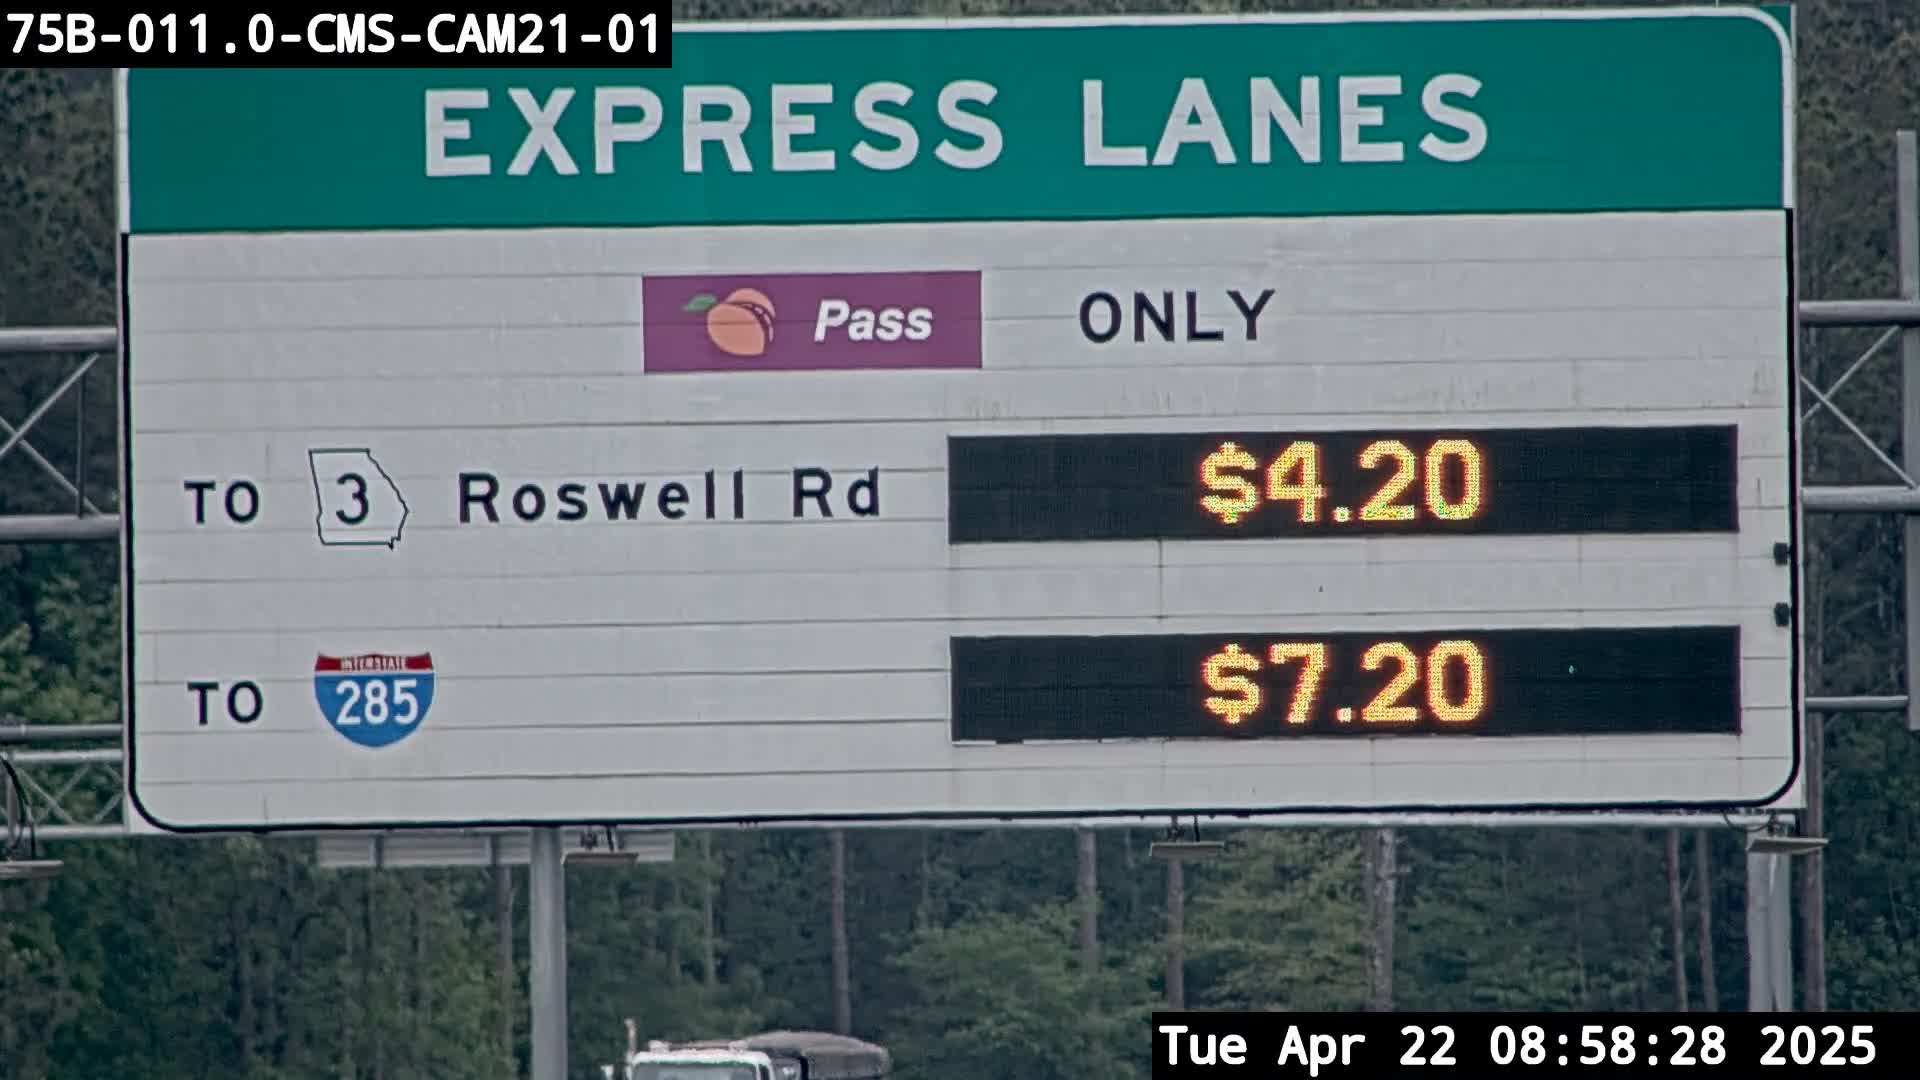 75B-011.0-CMS-CAM21-01
EXPRESS LANES
Pass ONLY
TO 3 Roswell Rd $4.20
INTERSTATE
TO 285 $7.20
Tue Apr 22 08:58:28 2025